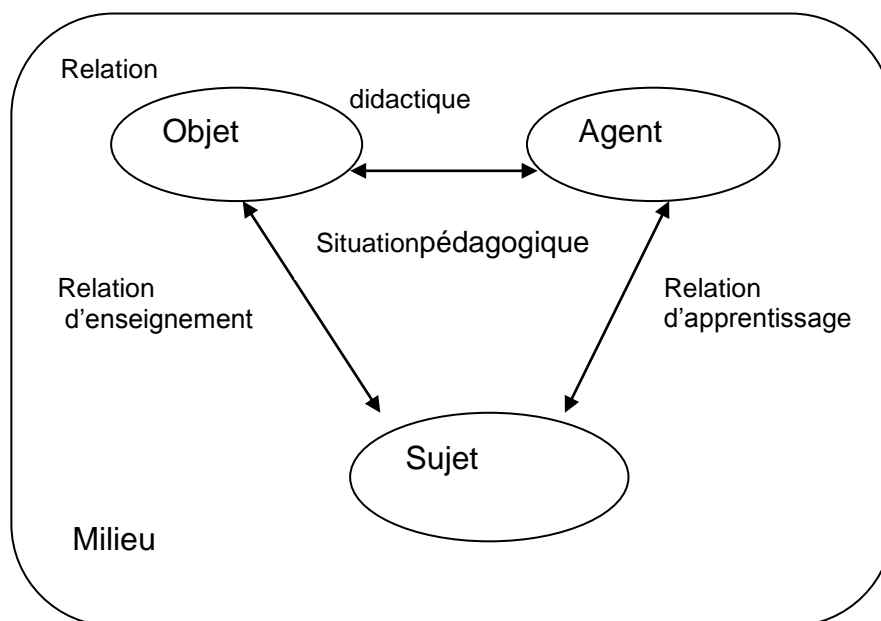 Relation
didactique
Objet
Agent
Situationpédagogique
Relation
d’enseignement
Relation
d’apprentissage
Sujet
Milieu